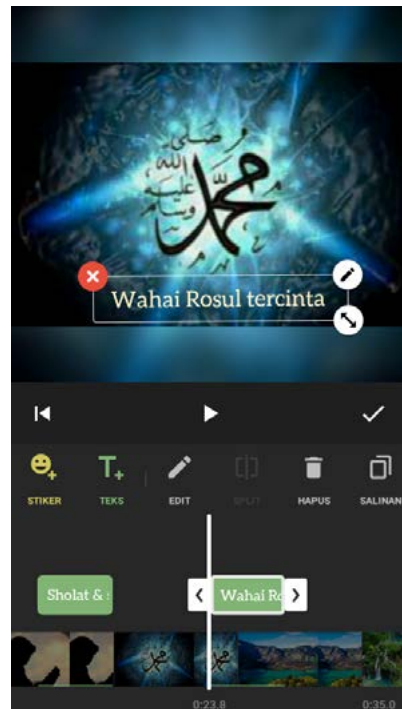 صلى
الله
عليه
وسلم
محمد
Wahai Rosul tercinta
STIKER
TEKS
EDIT
SPLIT
HAPUS
SALINAN
Sholat &
Wahai Ro
0:23.8
0:35.0